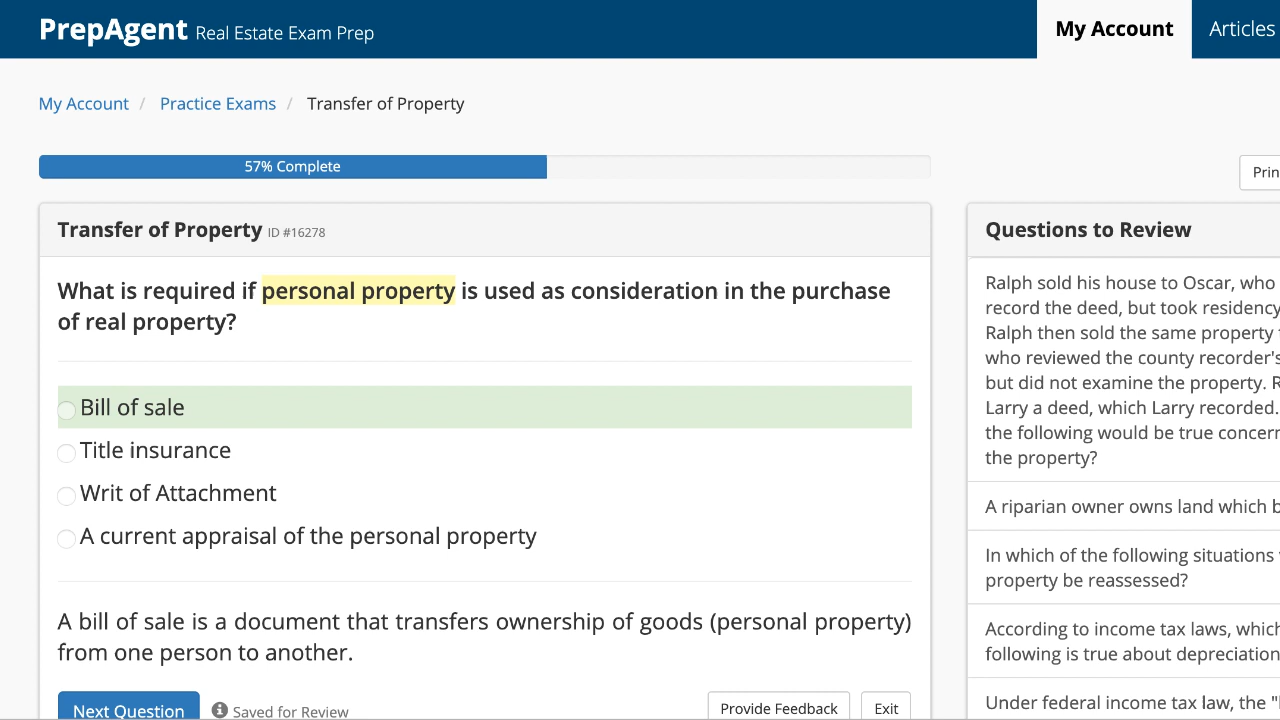 PrepAgent Real Estate Exam Prep
My Account
Articles
My Account / Practice Exams / Transfer of Property
57% Complete
Transfer of Property ID #16278
What is required if personal property is used as consideration in the purchase
of real property?
Bill of sale
Title insurance
Writ of Attachment
A current appraisal of the personal property
A bill of sale is a document that transfers ownership of goods (personal property)
from one person to another.
Next Question
Saved for Review
Provide Feedback
Exit
Questions to Review
Ralph sold his house to Oscar, who
record the deed, but took residency
Ralph then sold the same property
who reviewed the county recorder's
but did not examine the property.
Larry a deed, which Larry recorded.
the following would be true
the property?
A riparian owner owns land which
In which of the following situations
property be reassessed?
According to income tax laws,
following is true about depreciation
Under federal income tax law, the